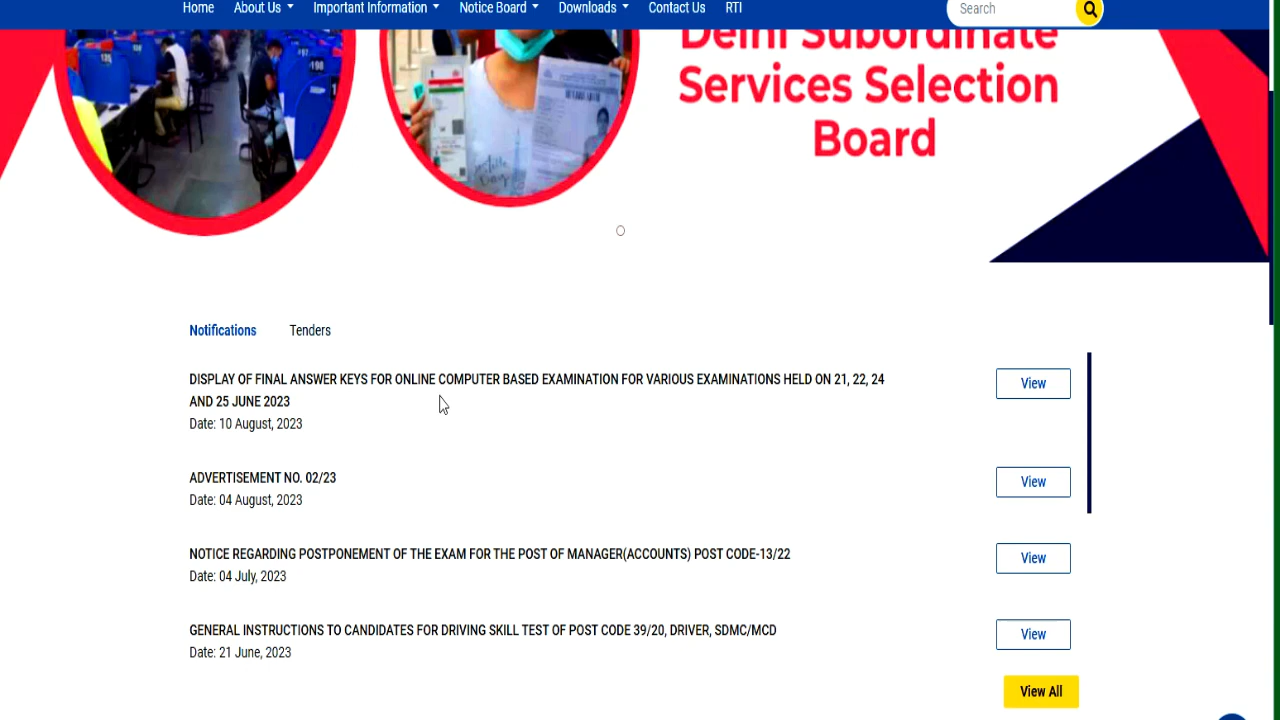 Home About Us Important Information Notice Board Downloads Contact Us RTI Search
Delhi Subordinate
Services Selection
Board
Notifications Tenders
DISPLAY OF FINAL ANSWER KEYS FOR ONLINE COMPUTER BASED EXAMINATION FOR VARIOUS EXAMINATIONS HELD ON 21, 22, 24
AND 25 JUNE 2023
Date: 10 August, 2023
View
ADVERTISEMENT NO. 02/23
Date: 04 August, 2023
View
NOTICE REGARDING POSTPONEMENT OF THE EXAM FOR THE POST OF MANAGER(ACCOUNTS) POST CODE-13/22
Date: 04 July, 2023
View
GENERAL INSTRUCTIONS TO CANDIDATES FOR DRIVING SKILL TEST OF POST CODE 39/20, DRIVER, SDMC/MCD
Date: 21 June, 2023
View
View All